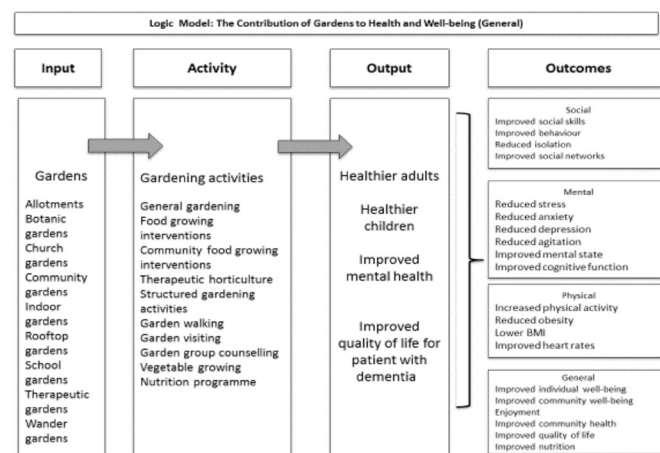 Logic Model: The Contribution of Gardens to Health and Well-being (General)
Input
Activity
Output
Outcomes
Gardens
Allotments
Botanic
gardens
Church
gardens
Community
gardens
Indoor
gardens
Rooftop
gardens
School
gardens
Therapeutic
gardens
Wander
gardens
Gardening activities
General gardening
Food growing
interventions
Community food growing
interventions
Therapeutic horticulture
Structured gardening
activities
Garden walking
Garden visiting
Garden group counselling
Vegetable growing
Nutrition programme
Healthier adults
Healthier
children
Improved
mental health
Improved
quality of life for
patient with
dementia
Social
Improved social skills
Improved behaviour
Reduced isolation
Improved social networks
Mental
Reduced stress
Reduced anxiety
Reduced depression
Reduced agitation
Improved mental state
Improved cognitive function
Physical
Increased physical activity
Reduced obesity
Lower BMI
Improved heart rates
General
Improved individual well-being
Improved community well-being
Enjoyment
Improved community health
Improved quality of life
Improved nutrition